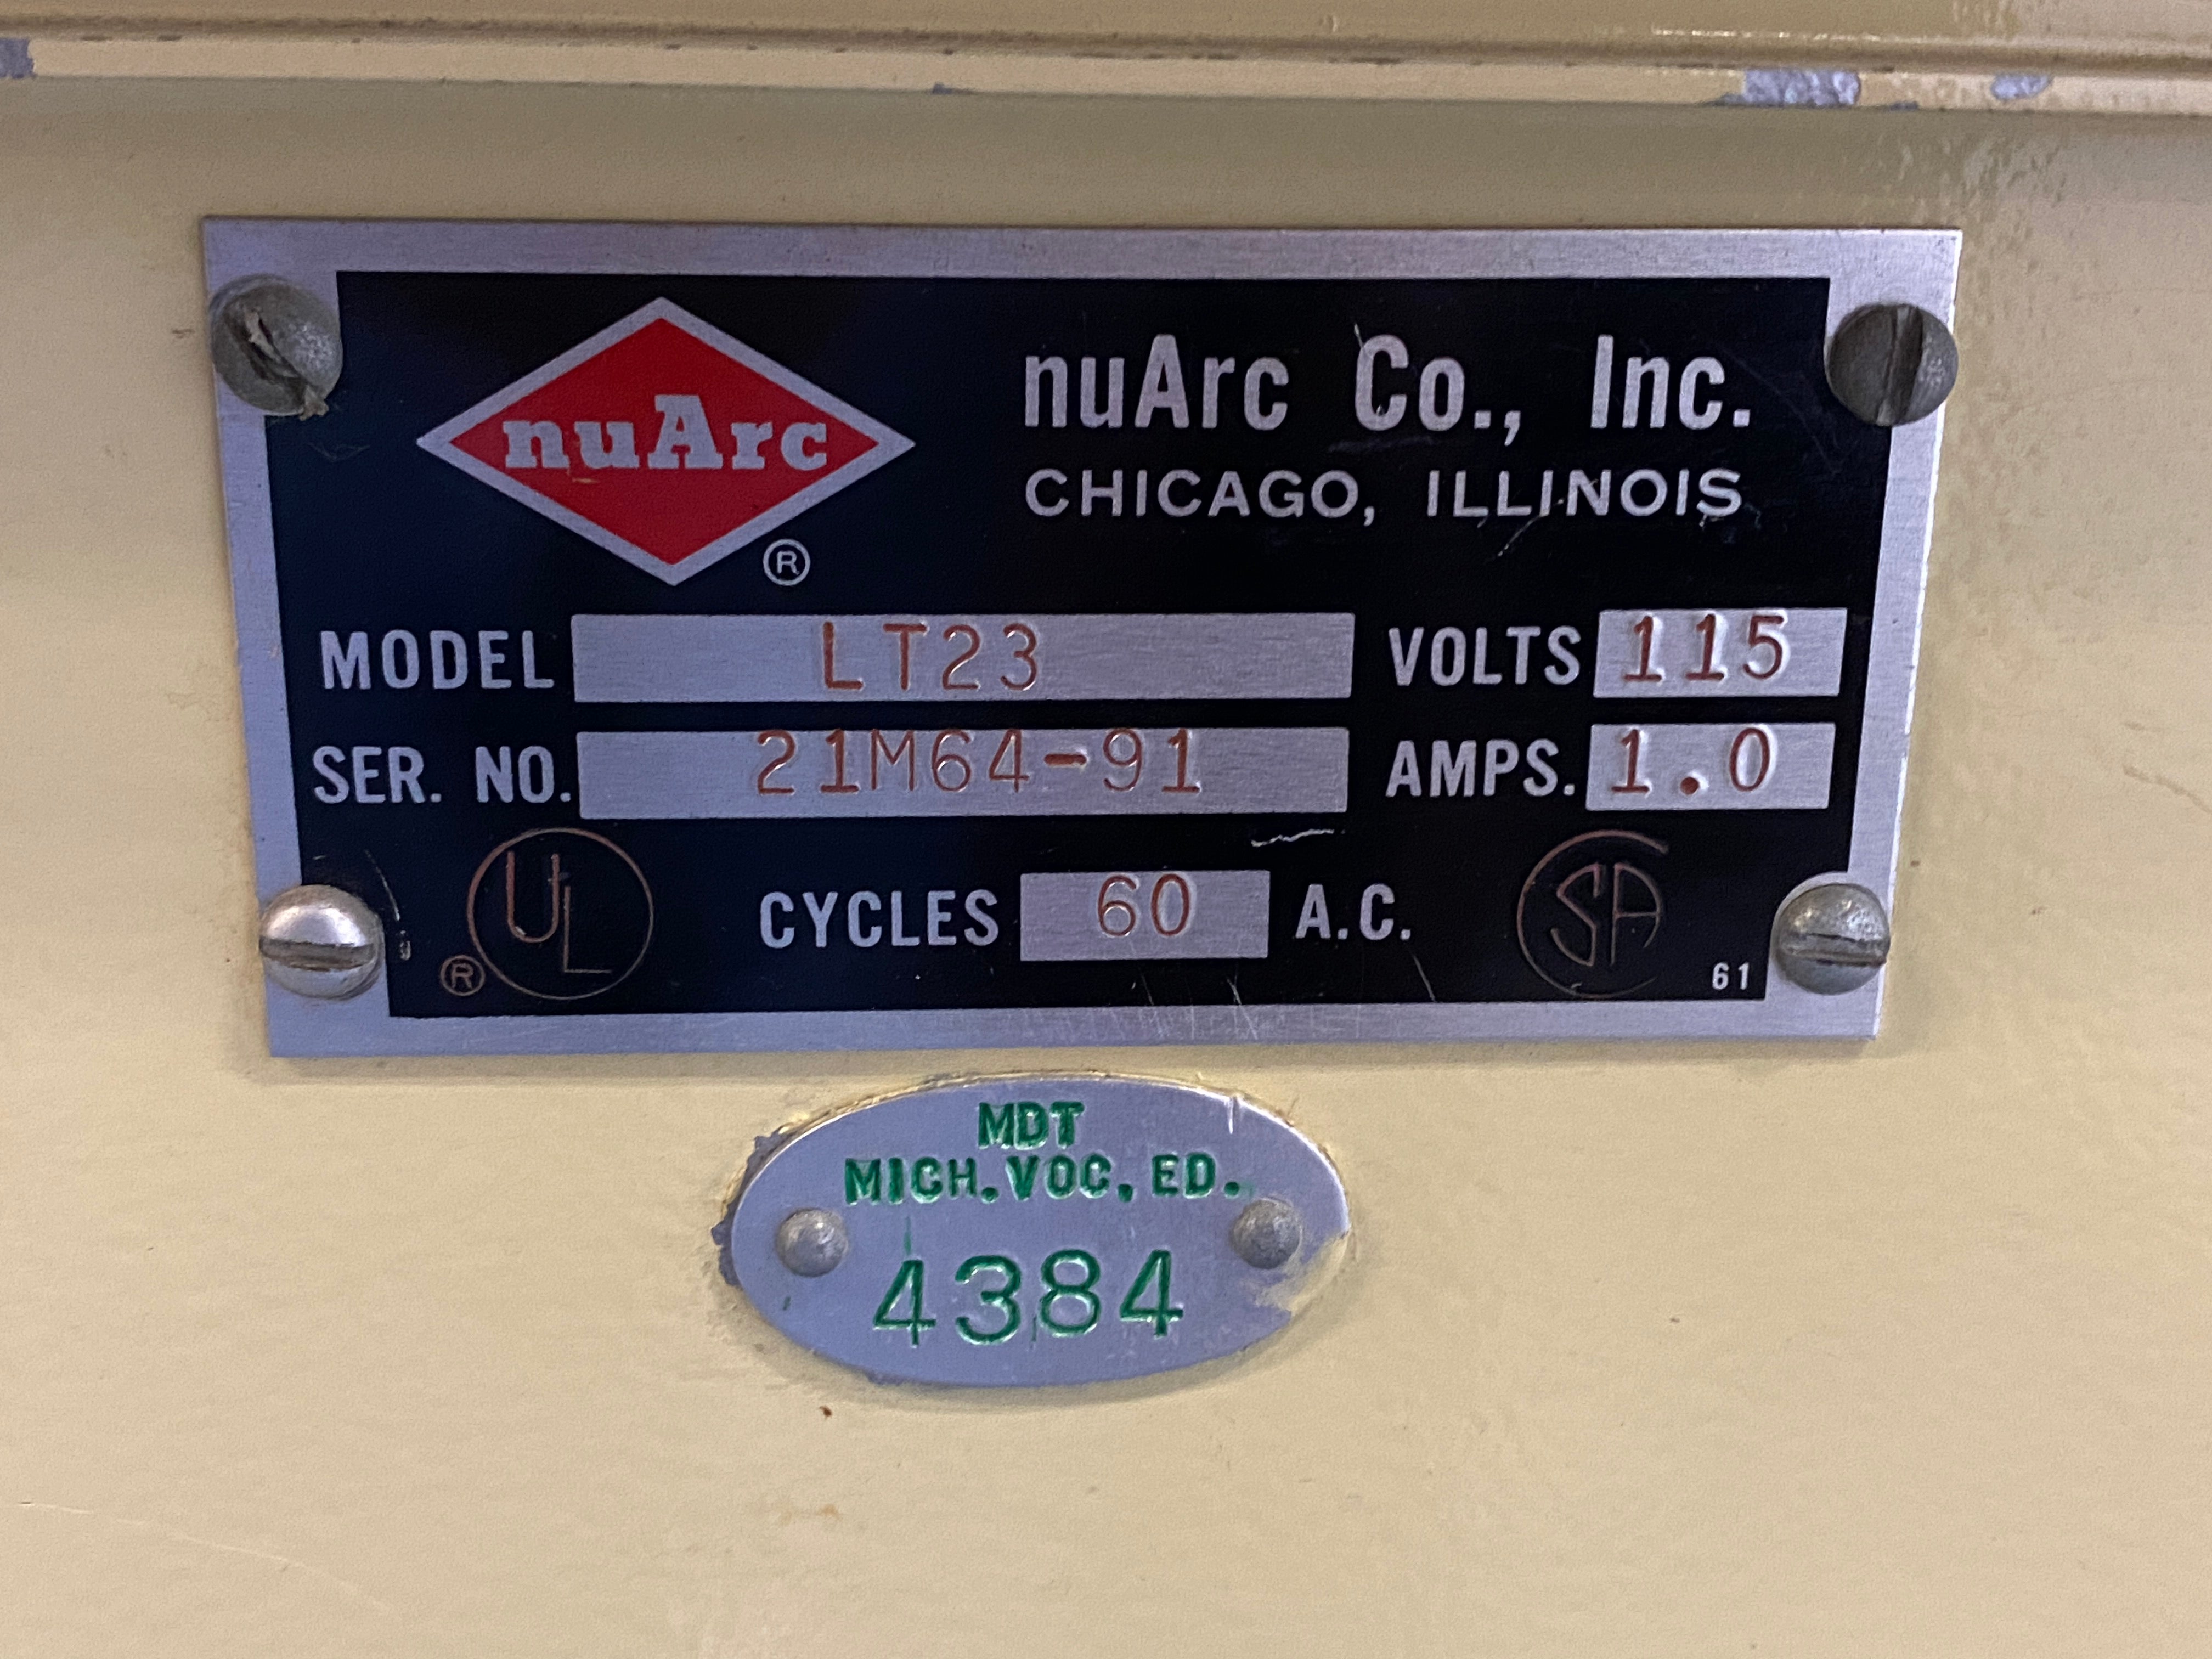 nuArc
®
nuArc Co., Inc.
CHICAGO, ILLINOIS
MODEL LT23 VOLTS 115
SER. NO. 21M64-91 AMPS. 1.0
UL
®
CYCLES 60 A.C.
SA
61
MDT
MICH. VOC. ED.
4384